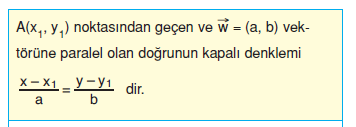 A(x₁, y₁) noktasından geçen ve w⃗ = (a, b) vek-
törüne paralel olan doğrunun kapalı denklemi
x – x₁ / a = y – y₁ / b dir.